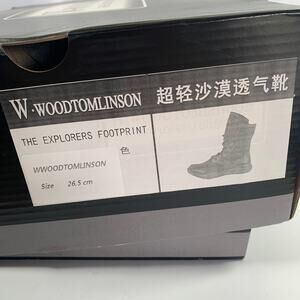 W-WOODTOMLINSON 超轻沙漠透气靴
THE EXPLORERS FOOTPRINT
色
WWOODTOMLINSON
Size 26.5 cm